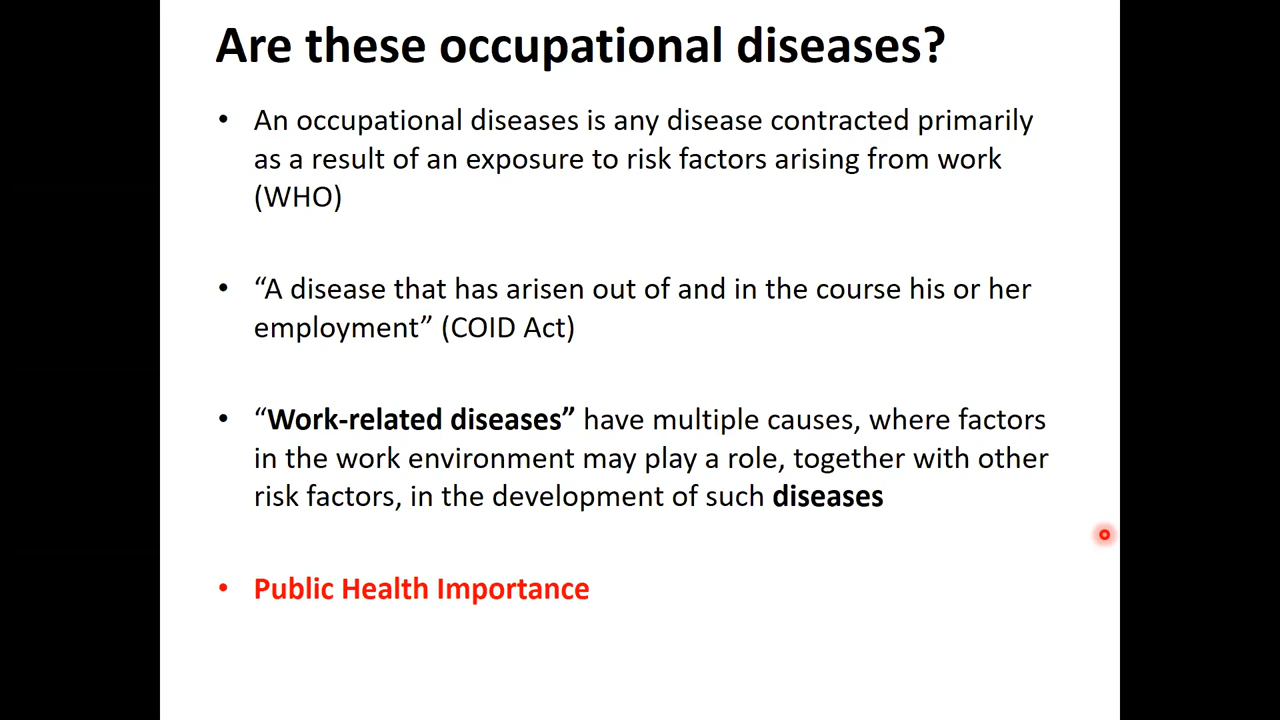 Are these occupational diseases?
• An occupational diseases is any disease contracted primarily
as a result of an exposure to risk factors arising from work
(WHO)
• “A disease that has arisen out of and in the course his or her
employment” (COID Act)
• “Work-related diseases” have multiple causes, where factors
in the work environment may play a role, together with other
risk factors, in the development of such diseases
• Public Health Importance